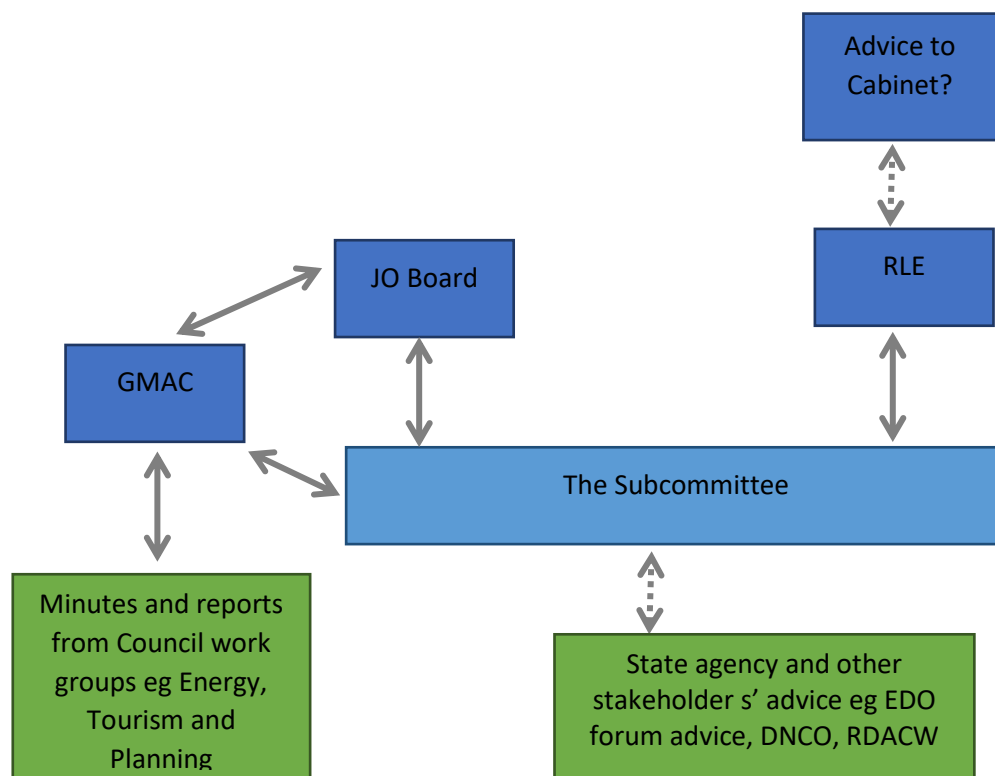 Advice to
Cabinet?
JO Board
RLE
GMAC
The Subcommittee
Minutes and reports
from Council work
groups eg Energy,
Tourism and
Planning
State agency and other
stakeholder s’ advice eg EDO
forum advice, DNCO, RDACW